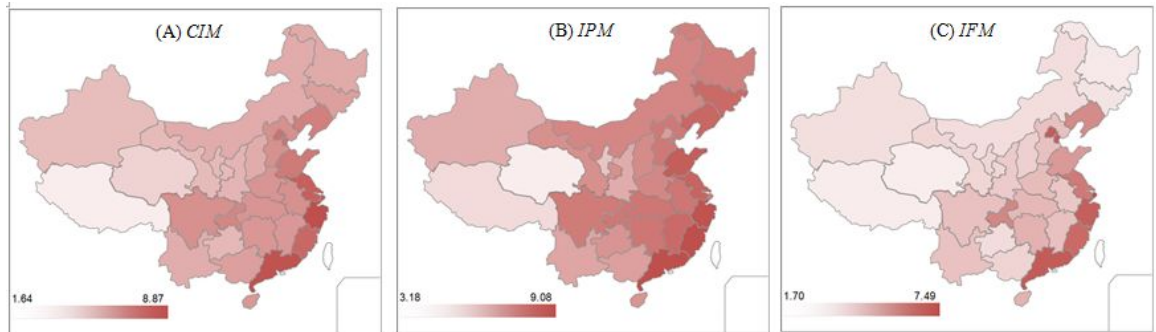 (A) CIM
(B) IPM
(C) IFM
1.64 8.87
3.18 9.08
1.70 7.49